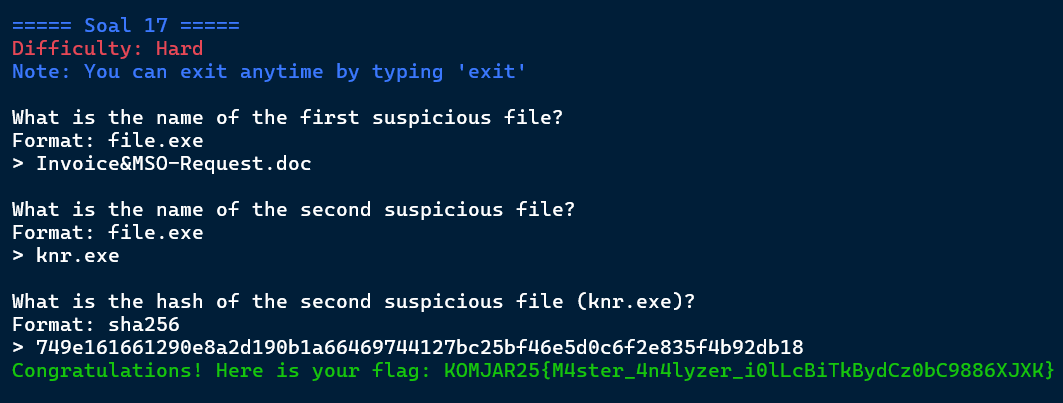 ===== Soal 17 =====
Difficulty: Hard
Note: You can exit anytime by typing 'exit'
What is the name of the first suspicious file?
Format: file.exe
> Invoice&MSO-Request.doc
What is the name of the second suspicious file?
Format: file.exe
> knr.exe
What is the hash of the second suspicious file (knr.exe)?
Format: sha256
> 749e161661290e8a2d190b1a66469744127bc25bf46e5d0c6f2e835f4b92db18
Congratulations! Here is your flag: KOMJAR25{M4ster_4n4lyzer_i0lLcBiTkBydCz0bC9886XJXK}